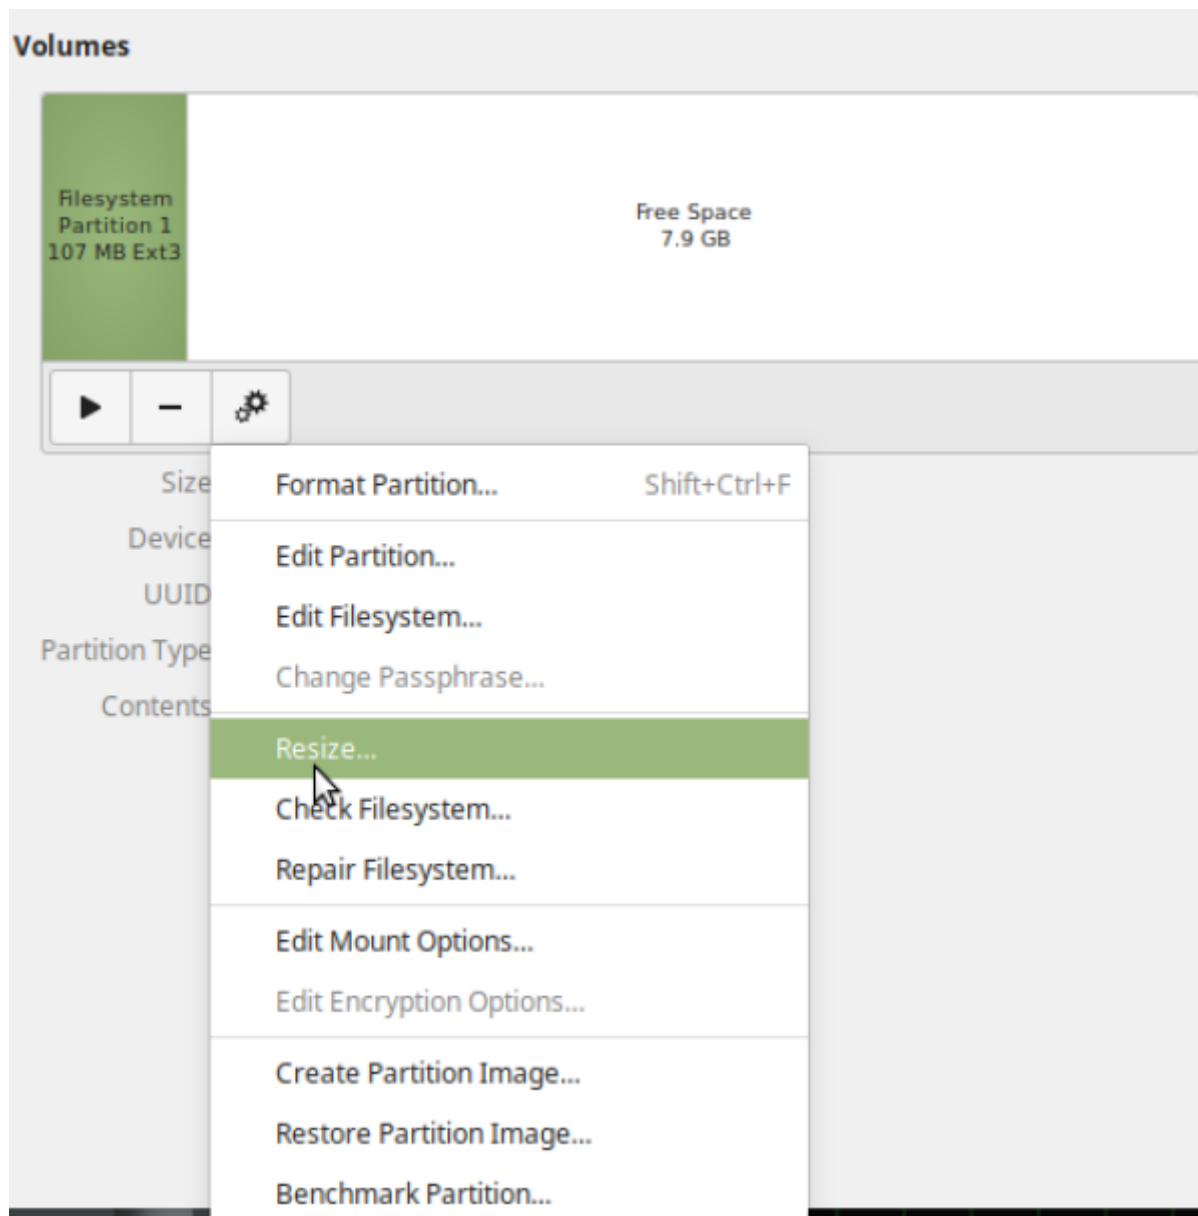 Volumes
Filesystem
Partition 1
107 MB Ext3
Free Space
7.9 GB
Size
Device
UUID
Partition Type
Contents
Format Partition... Shift+Ctrl+F
Edit Partition...
Edit Filesystem...
Change Passphrase...
Resize...
Check Filesystem...
Repair Filesystem...
Edit Mount Options...
Edit Encryption Options...
Create Partition Image...
Restore Partition Image...
Benchmark Partition...